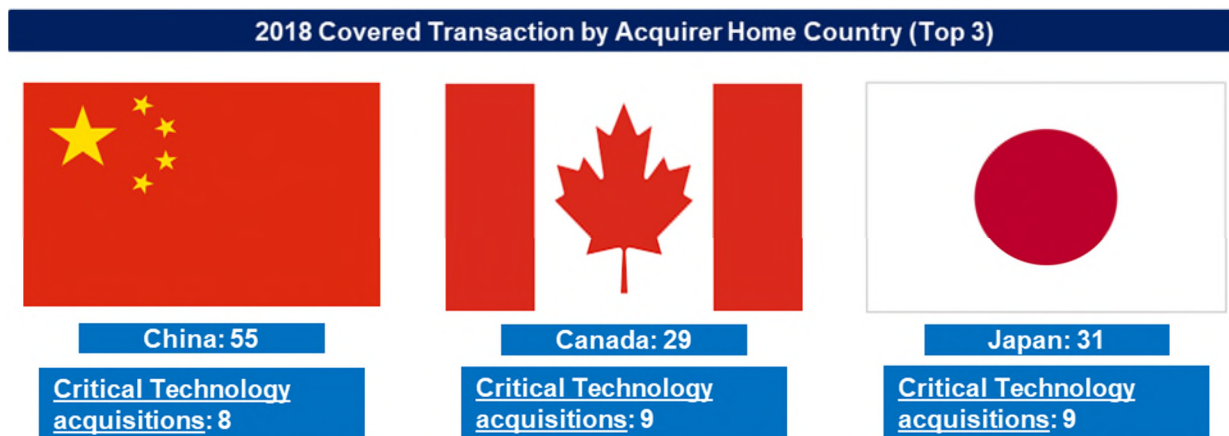 2018 Covered Transaction by Acquirer Home Country (Top 3)
China: 55
Critical Technology
acquisitions: 8
Canada: 29
Critical Technology
acquisitions: 9
Japan: 31
Critical Technology
acquisitions: 9